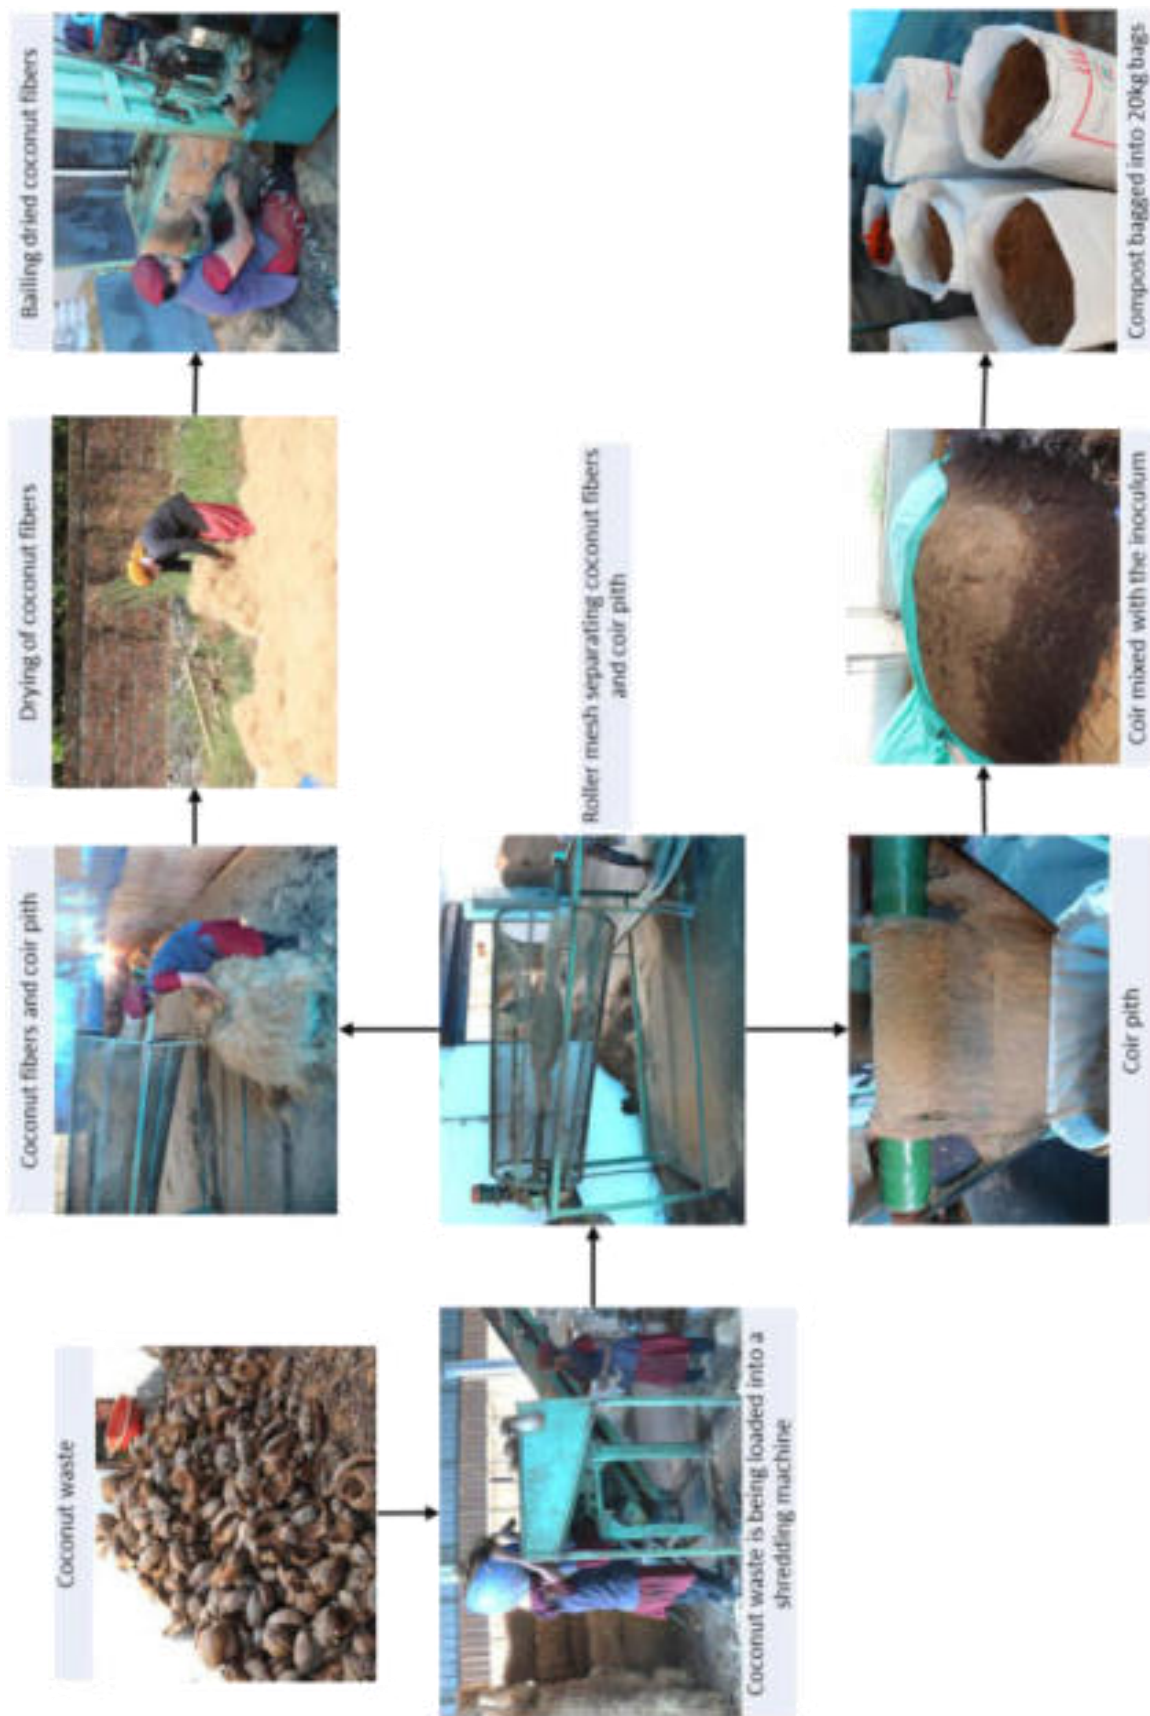 Coconut waste
Coconut waste is being loaded into a
shredding machine
Roller mesh separating coconut fibers
and coir pith
Coconut fibers and coir pith
Drying of coconut fibers
Bailing dried coconut fibers
Coir pith
Coir mixed with the inoculum
Compost bagged into 20kg bags